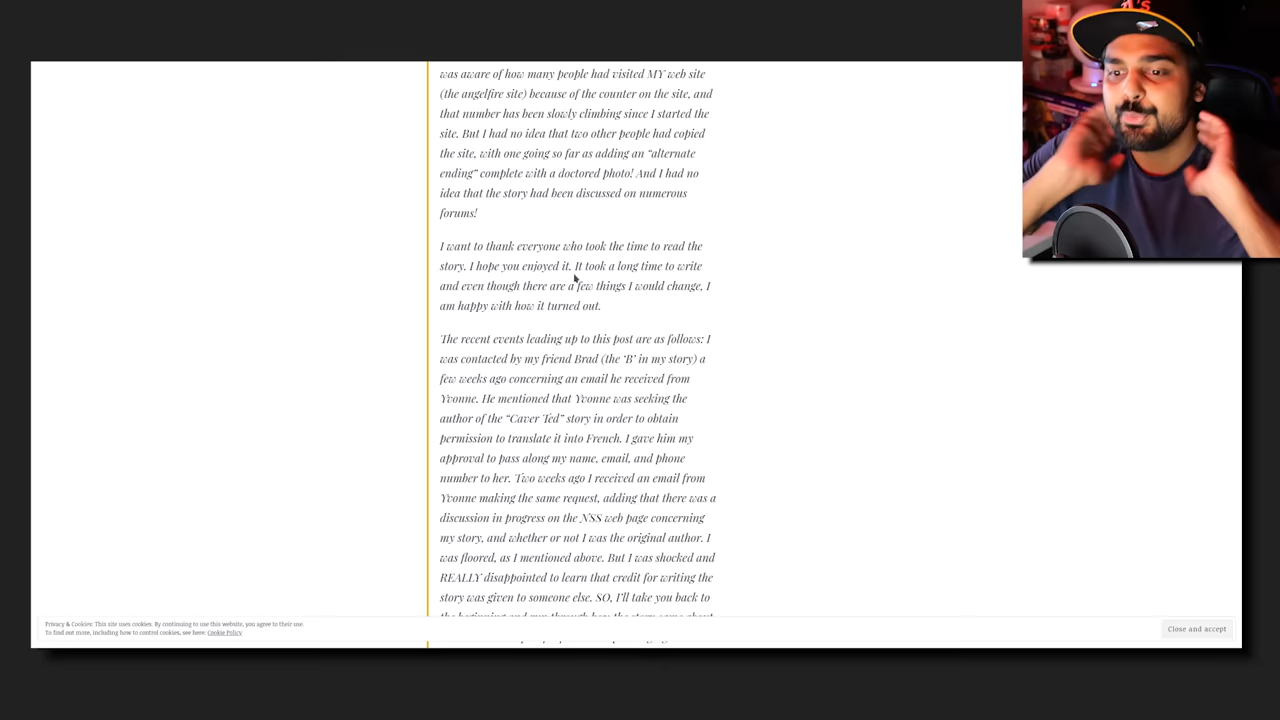 A's
was aware of how many people had visited MY web site
(the angelfire site) because of the counter on the site, and
that number has been slowly climbing since I started the
site. But I had no idea that two other people had copied
the site, with one going so far as adding an “alternate
ending” complete with a doctored photo! And I had no
idea that the story had been discussed on numerous
forums!
I want to thank everyone who took the time to read the
story. I hope you enjoyed it. It took a long time to write
and even though there are a few things I would change, I
am happy with how it turned out.
The recent events leading up to this post are as follows: I
was contacted by my friend Brad (the ‘B’ in my story) a
few weeks ago concerning an email he received from
Yvonne. He mentioned that Yvonne was seeking the
author of the “Caver Ted” story in order to obtain
permission to translate it into French. I gave him my
approval to pass along my name, email, and phone
number to her. Two weeks ago I received an email from
Yvonne making the same request, adding that there was a
discussion in progress on the NSS web page concerning
my story, and whether or not I was the original author. I
was floored, as I mentioned above. But I was shocked and
REALLY disappointed to learn that credit for writing the
story was given to someone else. SO, I’ll take you back to
Privacy & Cookies: This site uses cookies. By continuing to use this website, you agree to their use.
To find out more, including how to control cookies, see here: Cookie Policy
Close and accept